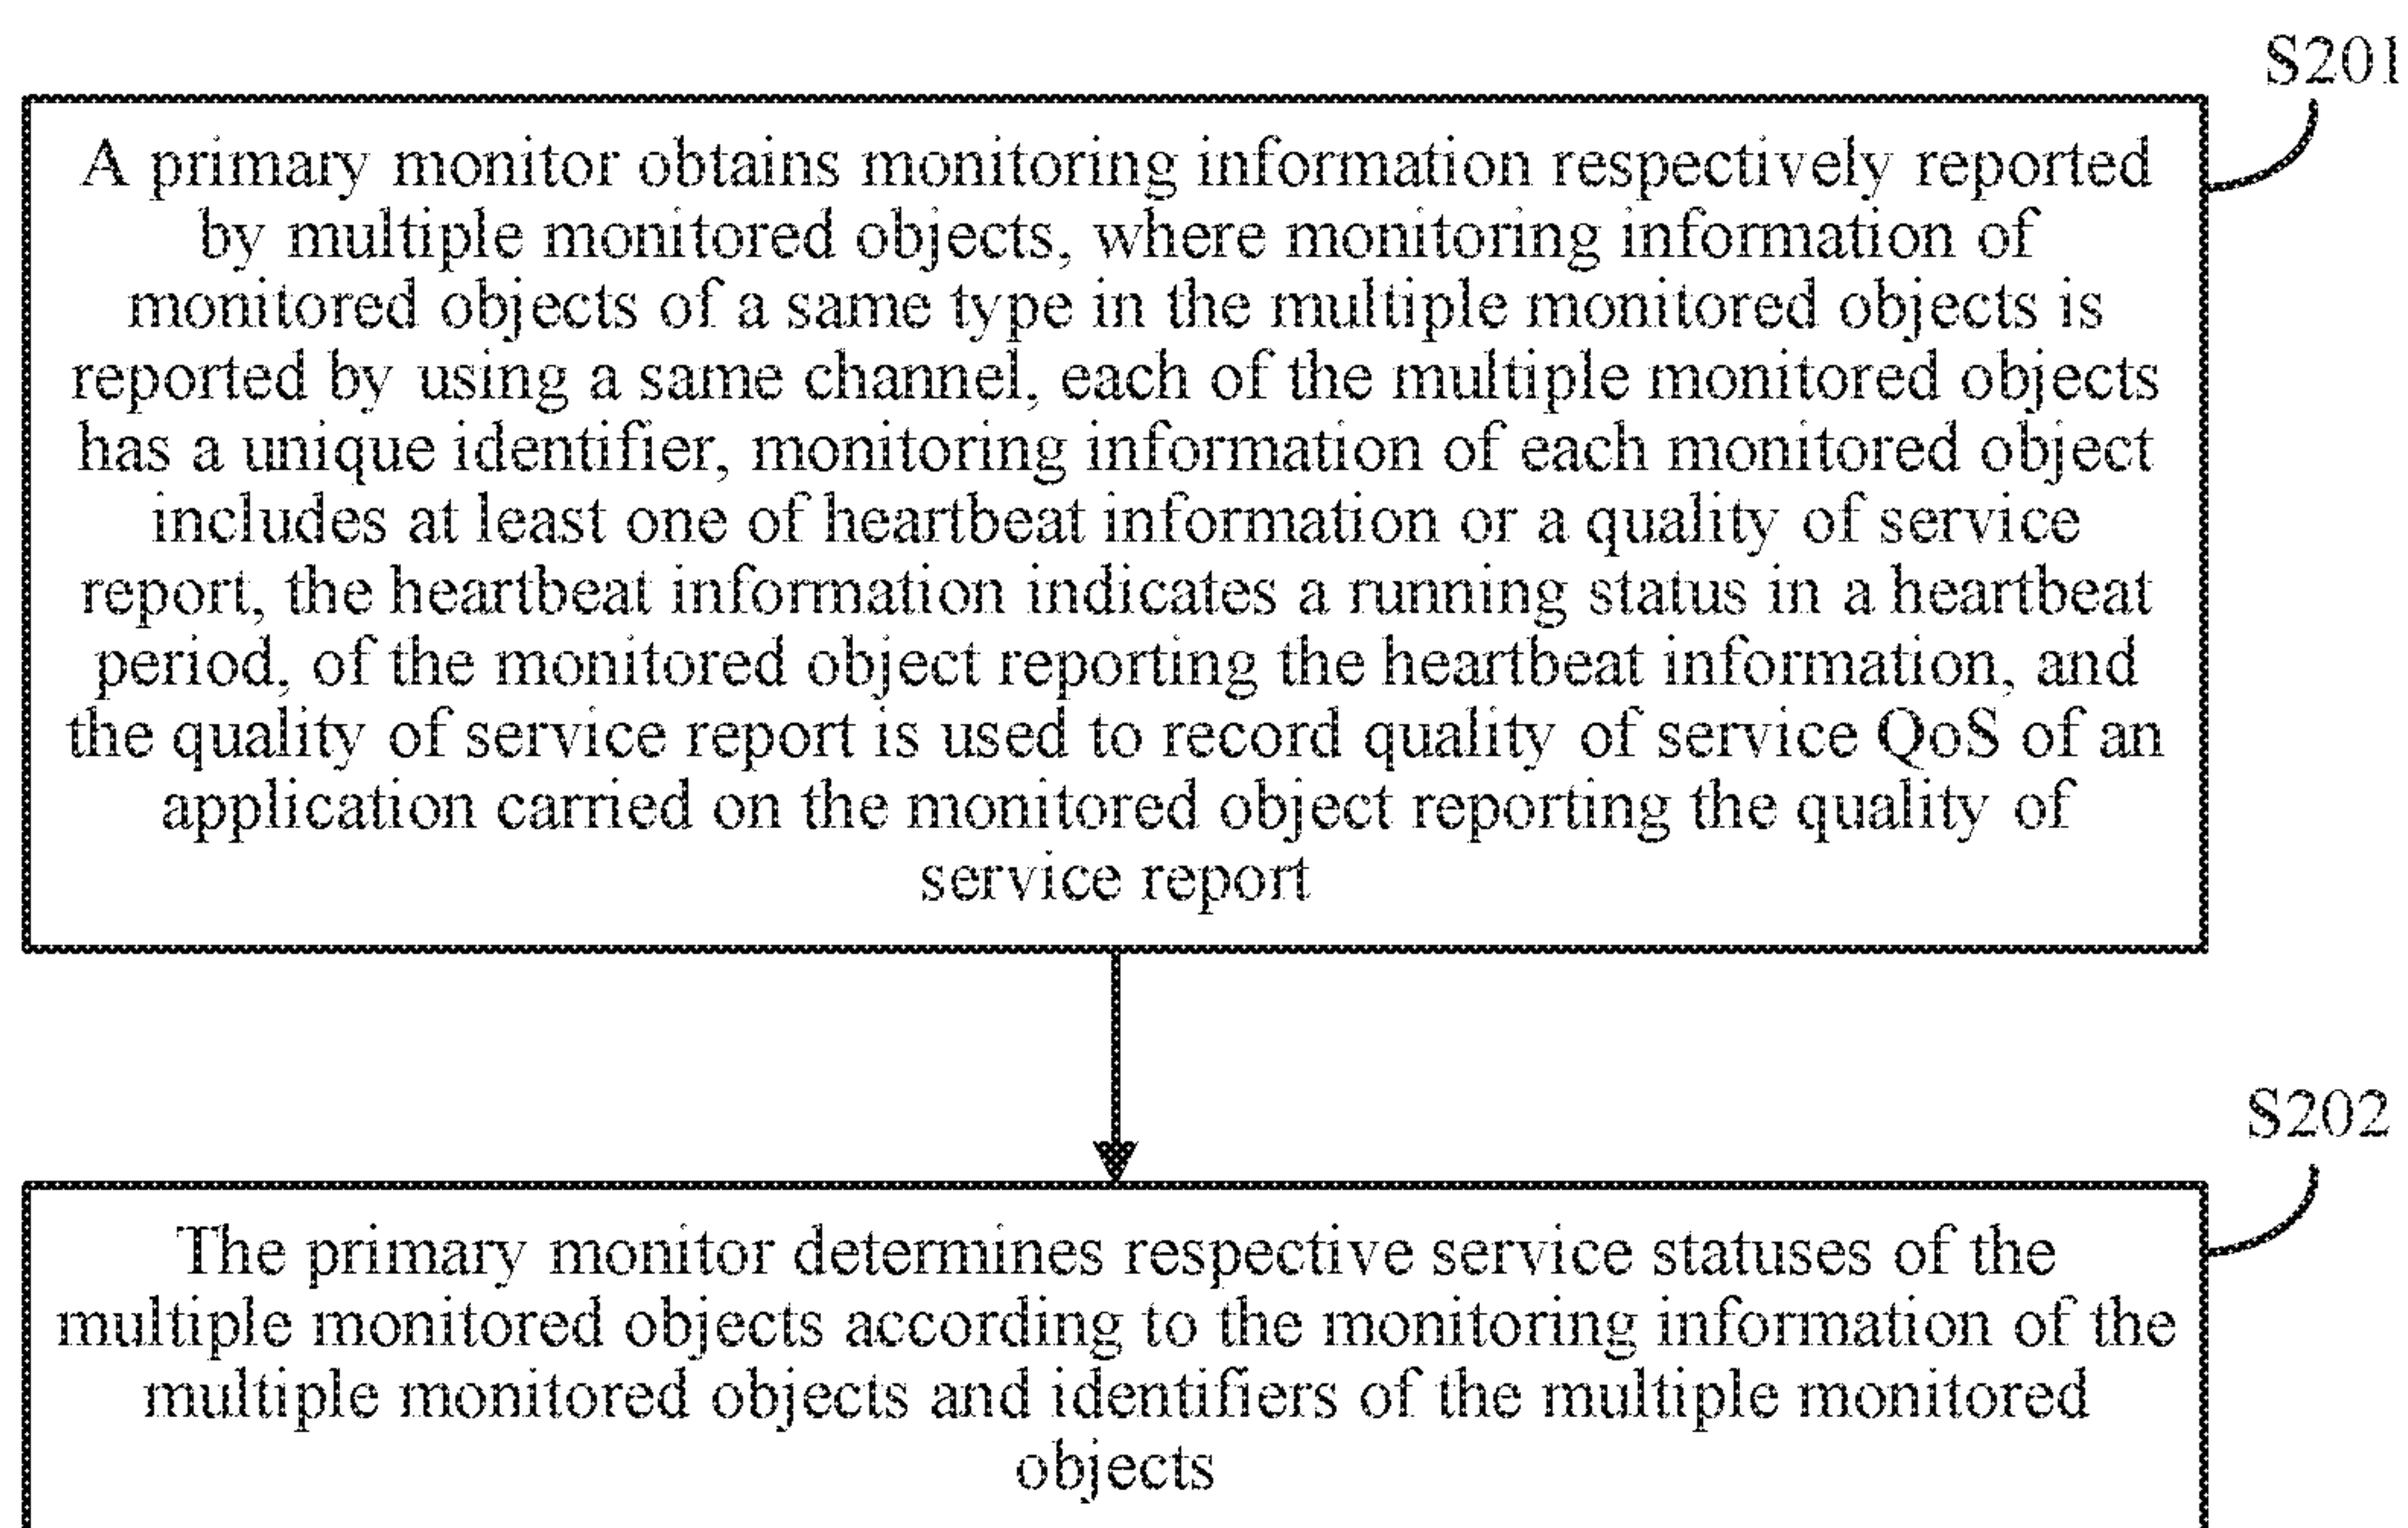 S201
A primary monitor obtains monitoring information respectively reported
by multiple monitored objects, where monitoring information of
monitored objects of a same type in the multiple monitored objects is
reported by using a same channel, each of the multiple monitored objects
has a unique identifier, monitoring information of each monitored object
includes at least one of heartbeat information or a quality of service
report, the heartbeat information indicates a running status in a heartbeat
period, of the monitored object reporting the heartbeat information, and
the quality of service report is used to record quality of service QoS of an
application carried on the monitored object reporting the quality of
service report
S202
The primary monitor determines respective service statuses of the
multiple monitored objects according to the monitoring information of the
multiple monitored objects and identifiers of the multiple monitored
objects